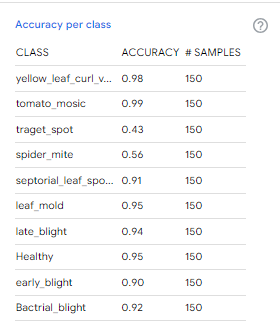 Accuracy per class
CLASS ACCURACY # SAMPLES
yellow_leaf_curl_v... 0.98 150
tomato_mosic 0.99 150
traget_spot 0.43 150
spider_mite 0.56 150
septorial_leaf_spo... 0.91 150
leaf_mold 0.95 150
late_blight 0.94 150
Healthy 0.95 150
early_blight 0.90 150
Bactrial_blight 0.92 150